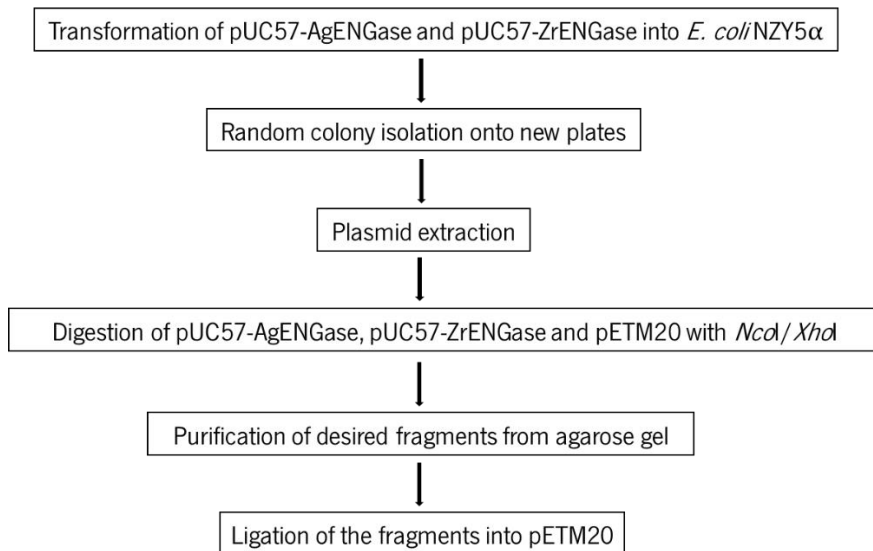 Transformation of pUC57-AgENGase and pUC57-ZrENGase into E. coli NZY5α
Random colony isolation onto new plates
Plasmid extraction
Digestion of pUC57-AgENGase, pUC57-ZrENGase and pETM20 with NcoI/XhoI
Purification of desired fragments from agarose gel
Ligation of the fragments into pETM20